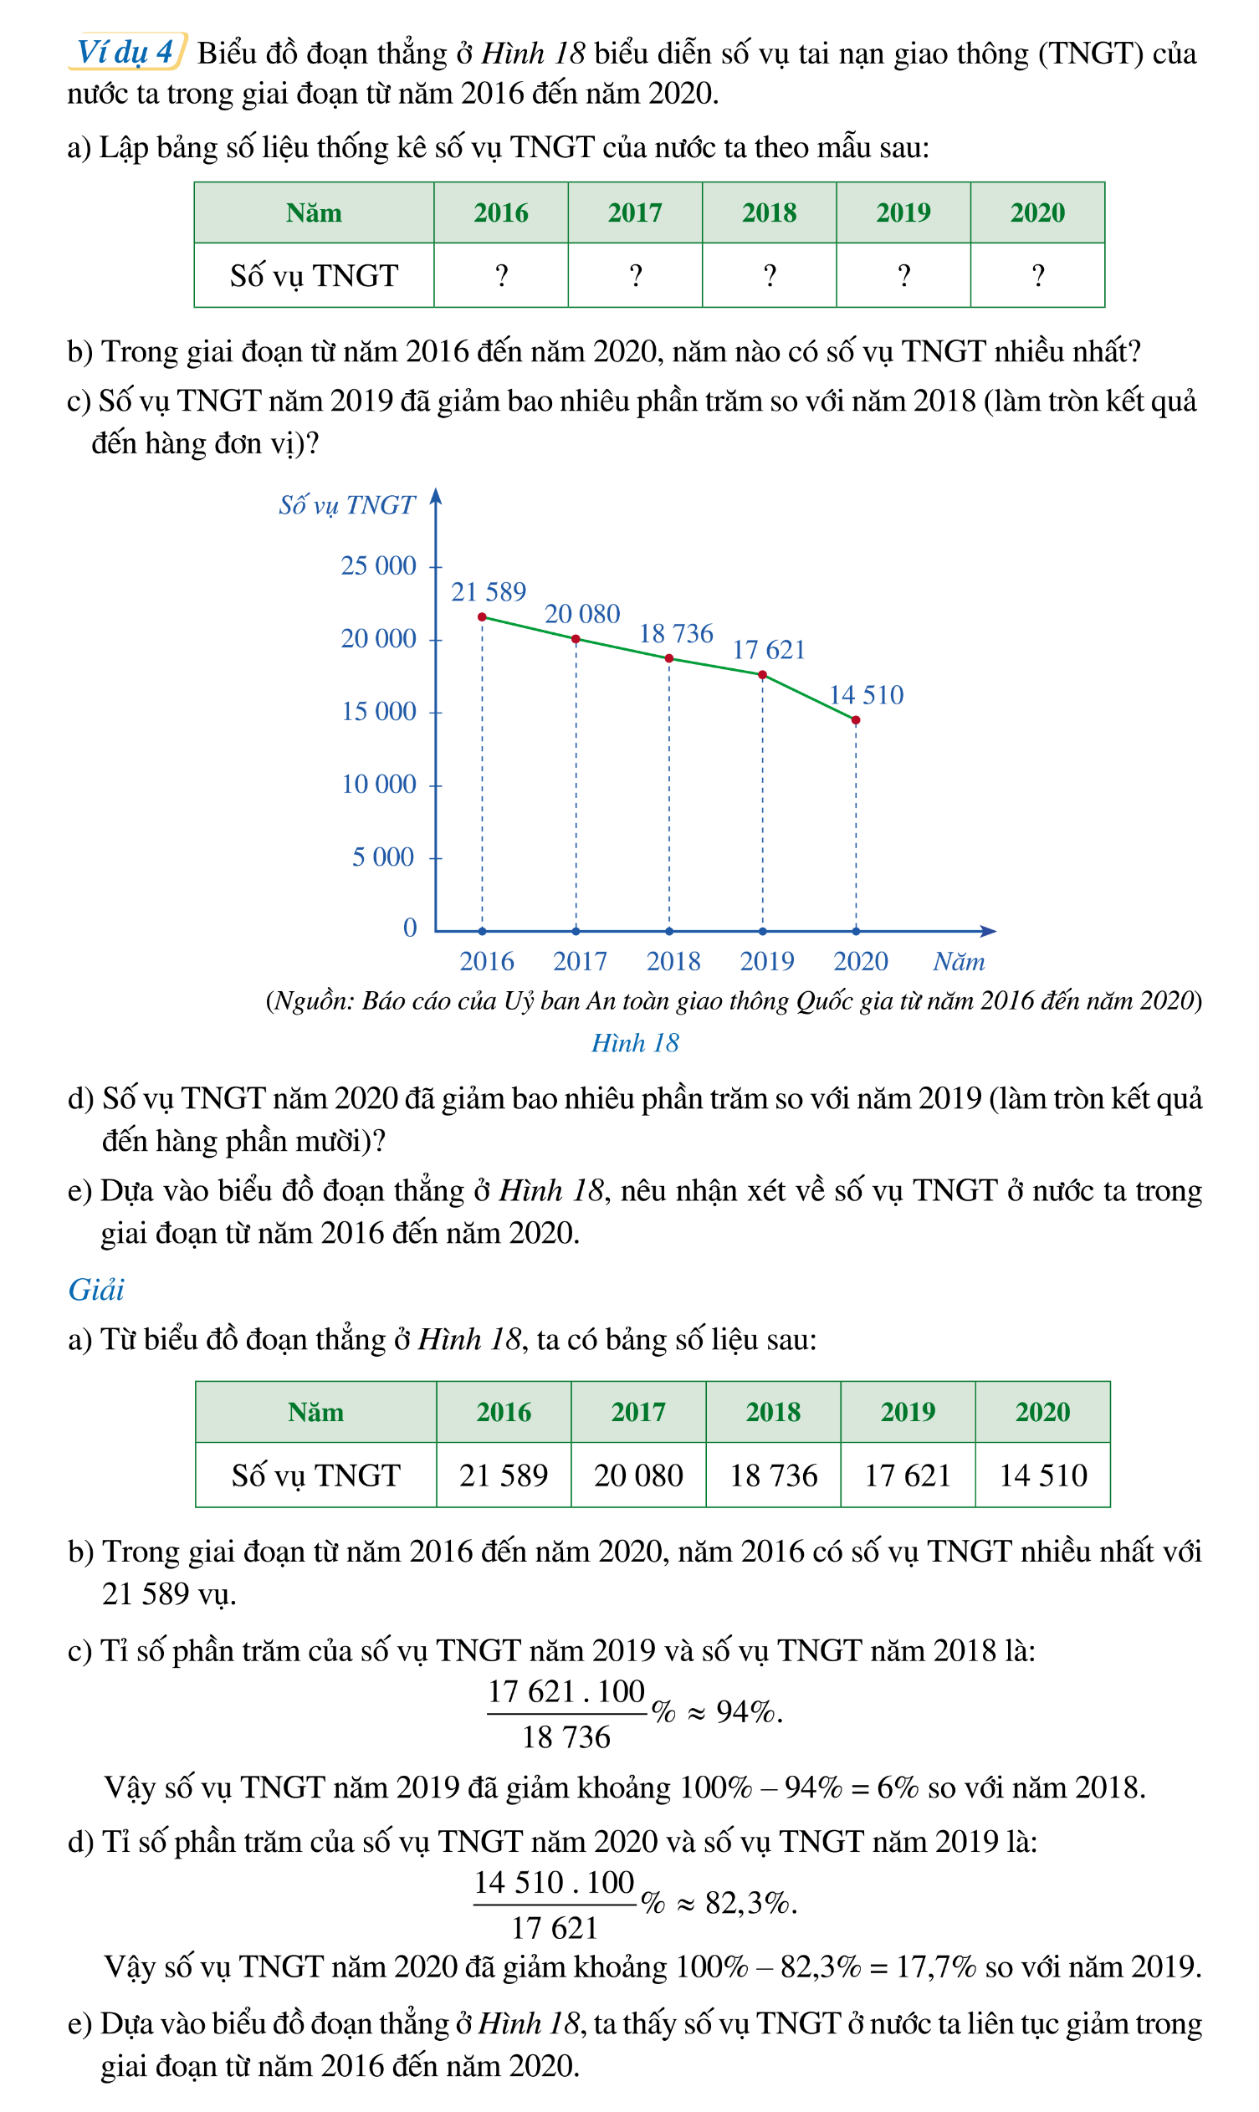 Ví dụ 4 Biểu đồ đoạn thẳng ở Hình 18 biểu diễn số vụ tai nạn giao thông (TNGT) của
nước ta trong giai đoạn từ năm 2016 đến năm 2020.
a) Lập bảng số liệu thống kê số vụ TNGT của nước ta theo mẫu sau:
Năm 2016 2017 2018 2019 2020
Số vụ TNGT ? ? ? ? ?
b) Trong giai đoạn từ năm 2016 đến năm 2020, năm nào có số vụ TNGT nhiều nhất?
c) Số vụ TNGT năm 2019 đã giảm bao nhiêu phần trăm so với năm 2018 (làm tròn kết quả
đến hàng đơn vị)?
Số vụ TNGT
25 000
21 589
20 080
18 736
20 000
17 621
14 510
15 000
10 000
5 000
0
2016 2017 2018 2019 2020 Năm
(Nguồn: Báo cáo của Uỷ ban An toàn giao thông Quốc gia từ năm 2016 đến năm 2020)
Hình 18
d) Số vụ TNGT năm 2020 đã giảm bao nhiêu phần trăm so với năm 2019 (làm tròn kết quả
đến hàng phần mười)?
e) Dựa vào biểu đồ đoạn thẳng ở Hình 18, nêu nhận xét về số vụ TNGT ở nước ta trong
giai đoạn từ năm 2016 đến năm 2020.
Giải
a) Từ biểu đồ đoạn thẳng ở Hình 18, ta có bảng số liệu sau:
Năm 2016 2017 2018 2019 2020
Số vụ TNGT 21 589 20 080 18 736 17 621 14 510
b) Trong giai đoạn từ năm 2016 đến năm 2020, năm 2016 có số vụ TNGT nhiều nhất với
21 589 vụ.
c) Tỉ số phần trăm của số vụ TNGT năm 2019 và số vụ TNGT năm 2018 là:
17 621 . 100
% ≈ 94%.
18 736
Vậy số vụ TNGT năm 2019 đã giảm khoảng 100% – 94% = 6% so với năm 2018.
d) Tỉ số phần trăm của số vụ TNGT năm 2020 và số vụ TNGT năm 2019 là:
14 510 . 100
% ≈ 82,3%.
17 621
Vậy số vụ TNGT năm 2020 đã giảm khoảng 100% – 82,3% = 17,7% so với năm 2019.
e) Dựa vào biểu đồ đoạn thẳng ở Hình 18, ta thấy số vụ TNGT ở nước ta liên tục giảm trong
giai đoạn từ năm 2016 đến năm 2020.